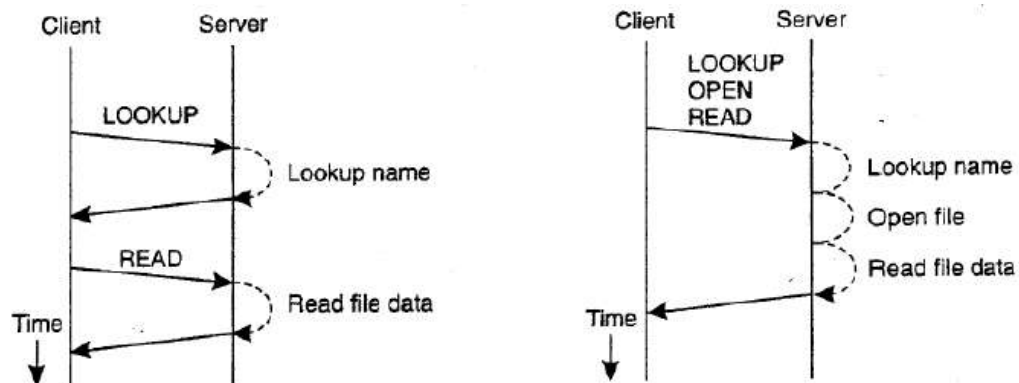 Client Server
LOOKUP
Lookup name
READ
Read file data
Time
Client Server
LOOKUP
OPEN
READ
Lookup name
Open file
Read file data
Time